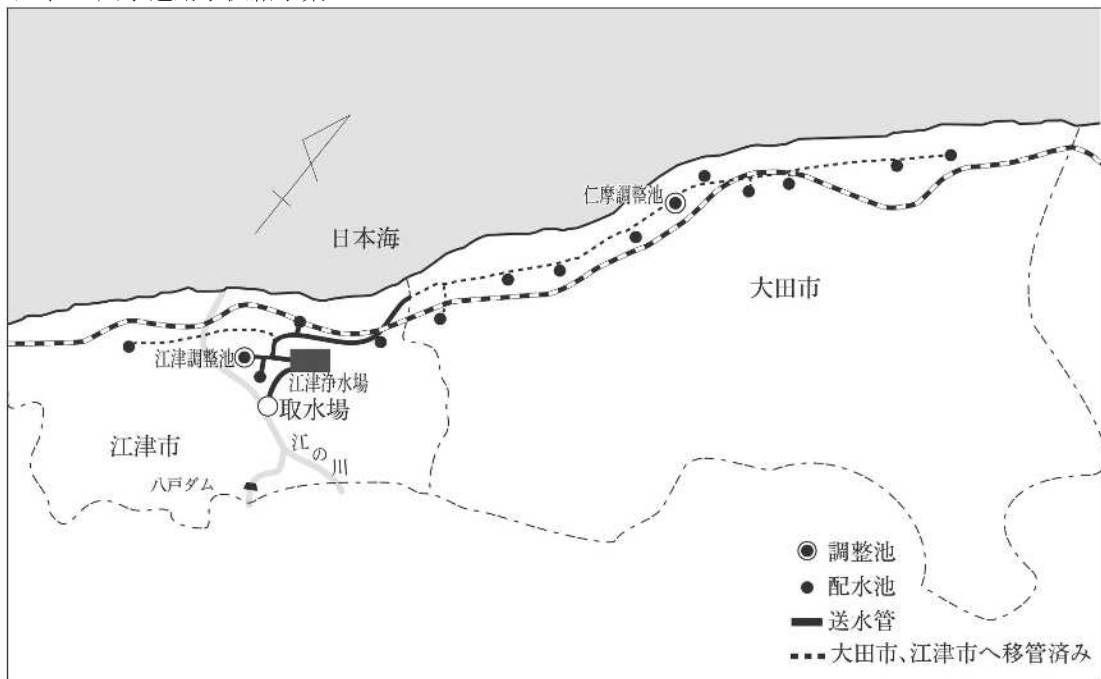 日本海
仁摩調整池
大田市
江津調整池
江津浄水場
取水場
江津市
江の川
八戸ダム
調整池
配水池
送水管
大田市、江津市へ移管済み